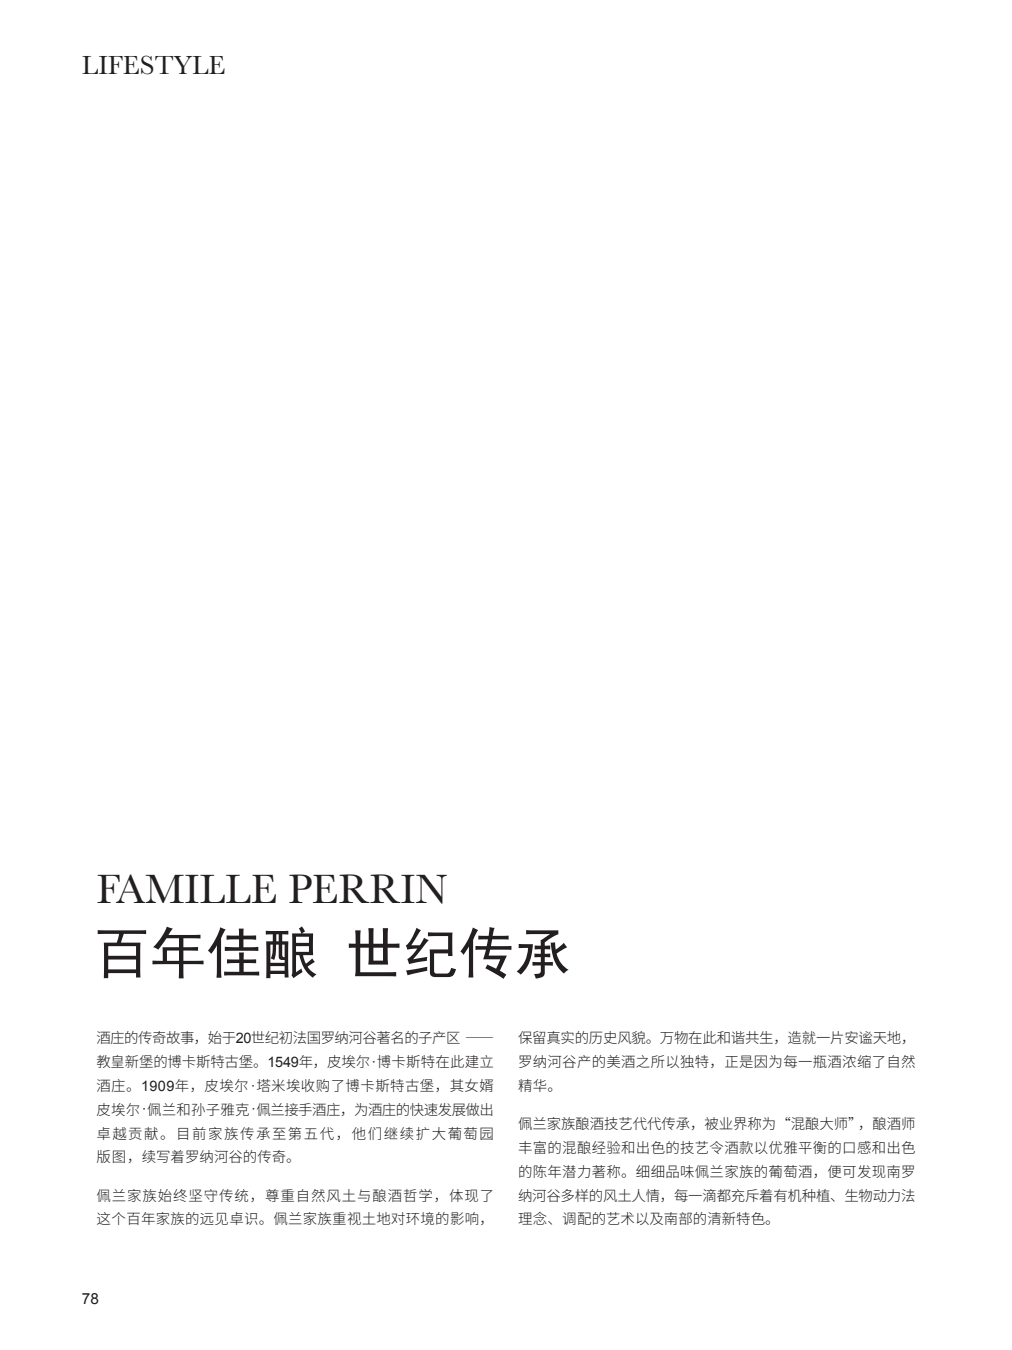 LIFESTYLE
FAMILLE PERRIN
百年佳酿 世纪传承
酒庄的传奇故事，始于20世纪初法国罗纳河谷著名的子产区 ——
教皇新堡的博卡斯特古堡。1549年，皮埃尔·博卡斯特在此建立
酒庄。1909年，皮埃尔·塔米埃收购了博卡斯特古堡，其女婿
皮埃尔·佩兰和孙子雅克·佩兰接手酒庄，为酒庄的快速发展做出
卓越贡献。目前家族传承至第五代，他们继续扩大葡萄园
版图，续写着罗纳河谷的传奇。
佩兰家族始终坚守传统，尊重自然风土与酿酒哲学，体现了
这个百年家族的远见卓识。佩兰家族重视土地对环境的影响，
保留真实的历史风貌。万物在此和谐共生，造就一片安谧天地，
罗纳河谷产的美酒之所以独特，正是因为每一瓶酒浓缩了自然
精华。
佩兰家族酿酒技艺代代传承，被业界称为“混酿大师”，酿酒师
丰富的混酿经验和出色的技艺令酒款以优雅平衡的口感和出色
的陈年潜力著称。细细品味佩兰家族的葡萄酒，便可发现南罗
纳河谷多样的风土人情，每一滴都充斥着有机种植、生物动力法
理念、调配的艺术以及南部的清新特色。
78